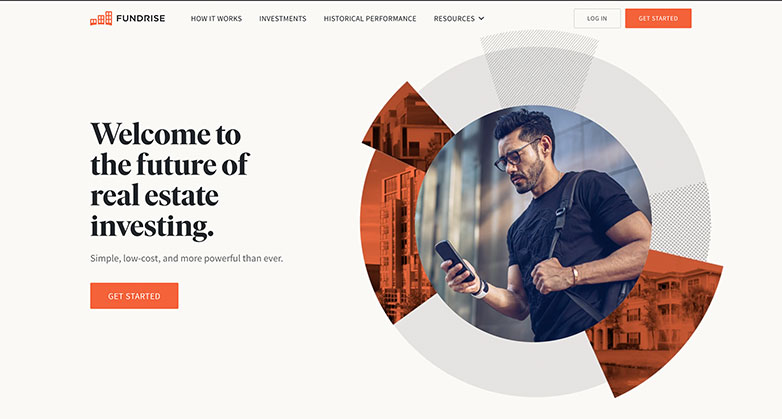 FUNDRISE
HOW IT WORKS
INVESTMENTS
HISTORICAL PERFORMANCE
RESOURCES
LOG IN
GET STARTED
Welcome to
the future of
real estate
investing.
Simple, low-cost, and more powerful than ever.
GET STARTED